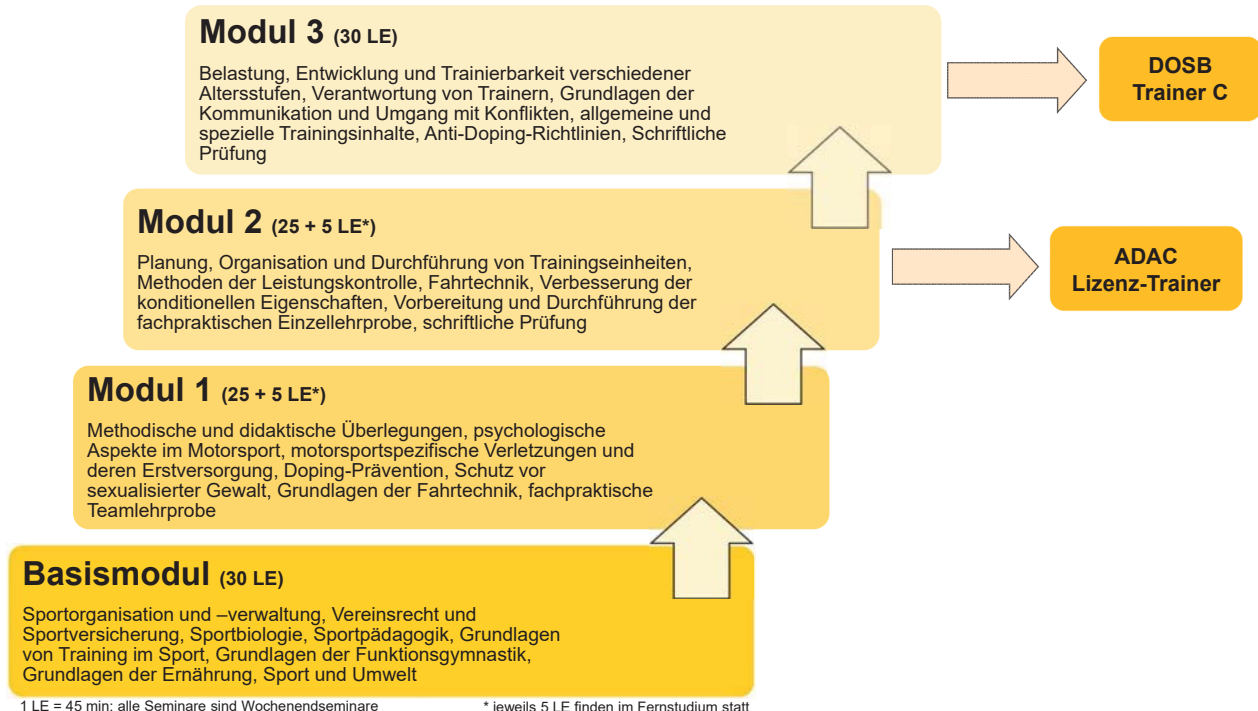 Modul 3 (30 LE)
Belastung, Entwicklung und Trainierbarkeit verschiedener
Altersstufen, Verantwortung von Trainern, Grundlagen der
Kommunikation und Umgang mit Konflikten, allgemeine und
spezielle Trainingsinhalte, Anti-Doping-Richtlinien, Schriftliche
Prüfung
DOSB
Trainer C
Modul 2 (25 + 5 LE*)
Planung, Organisation und Durchführung von Trainingseinheiten,
Methoden der Leistungskontrolle, Fahrtechnik, Verbesserung der
konditionellen Eigenschaften, Vorbereitung und Durchführung der
fachpraktischen Einzellehrprobe, schriftliche Prüfung
ADAC
Lizenz-Trainer
Modul 1 (25 + 5 LE*)
Methodische und didaktische Überlegungen, psychologische
Aspekte im Motorsport, motorsportspezifische Verletzungen und
deren Erstversorgung, Doping-Prävention, Schutz vor
sexualisierter Gewalt, Grundlagen der Fahrtechnik, fachpraktische
Teamlehrprobe
Basismodul (30 LE)
Sportorganisation und –verwaltung, Vereinsrecht und
Sportversicherung, Sportbiologie, Sportpädagogik, Grundlagen
von Training im Sport, Grundlagen der Funktionsgymnastik,
Grundlagen der Ernährung, Sport und Umwelt
1 LE = 45 min; alle Seminare sind Wochenendseminare
* jeweils 5 LE finden im Fernstudium statt